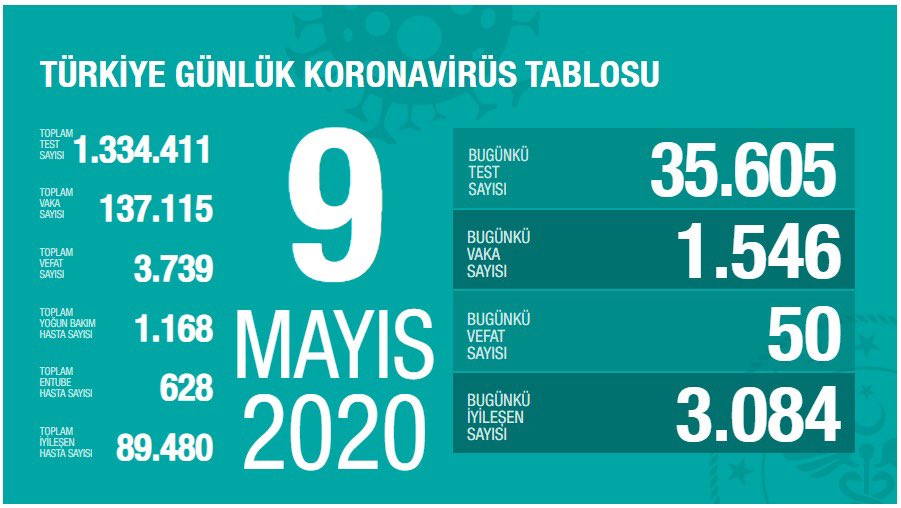 TÜRKİYE GÜNLÜK KORONAVİRÜS TABLOSU
TOPLAM
TEST
SAYISI
1.334.411
TOPLAM
VAKA
SAYISI
137.115
TOPLAM
VEFAT
SAYISI
3.739
TOPLAM
YOĞUN BAKIM
HASTA SAYISI
1.168
TOPLAM
ENTUBE
HASTA SAYISI
628
TOPLAM
İYİLEŞEN
HASTA SAYISI
89.480
9
MAYIS
2020
BUGÜNKÜ
TEST
SAYISI
35.605
BUGÜNKÜ
VAKA
SAYISI
1.546
BUGÜNKÜ
VEFAT
SAYISI
50
BUGÜNKÜ
İYİLEŞEN
SAYISI
3.084